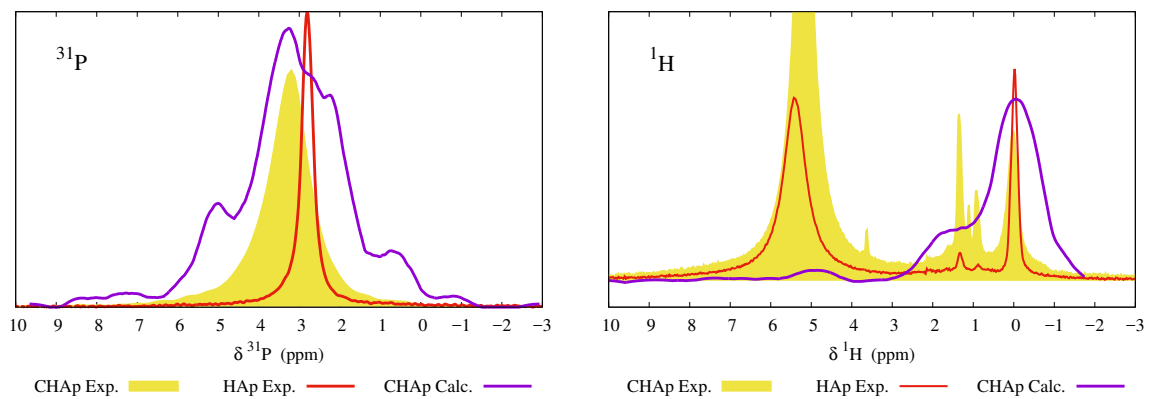 31P
10 9 8 7 6 5 4 3 2 1 0 −1 −2 −3
δ 31P (ppm)
CHAp Exp. HAp Exp. CHAp Calc.
1H
10 9 8 7 6 5 4 3 2 1 0 −1 −2 −3
δ 1H (ppm)
CHAp Exp. HAp Exp. CHAp Calc.